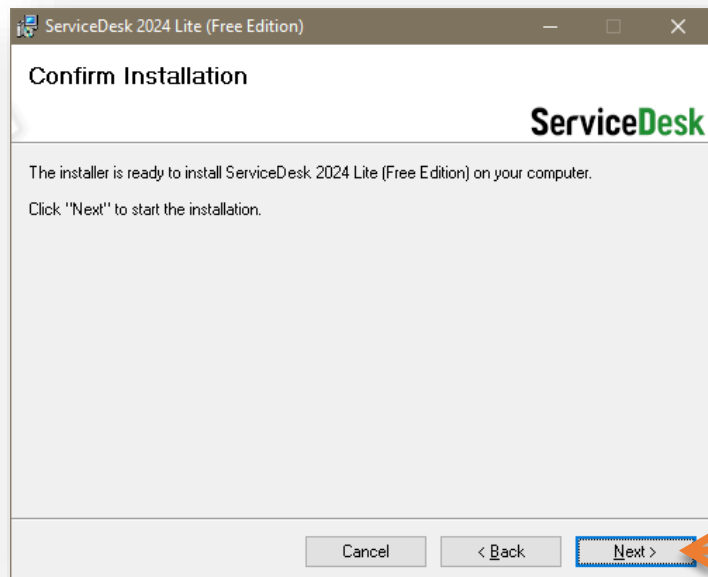 ServiceDesk 2024 Lite (Free Edition)
Confirm Installation
ServiceDesk
The installer is ready to install ServiceDesk 2024 Lite (Free Edition) on your computer.
Click "Next" to start the installation.
Cancel
< Back
Next >